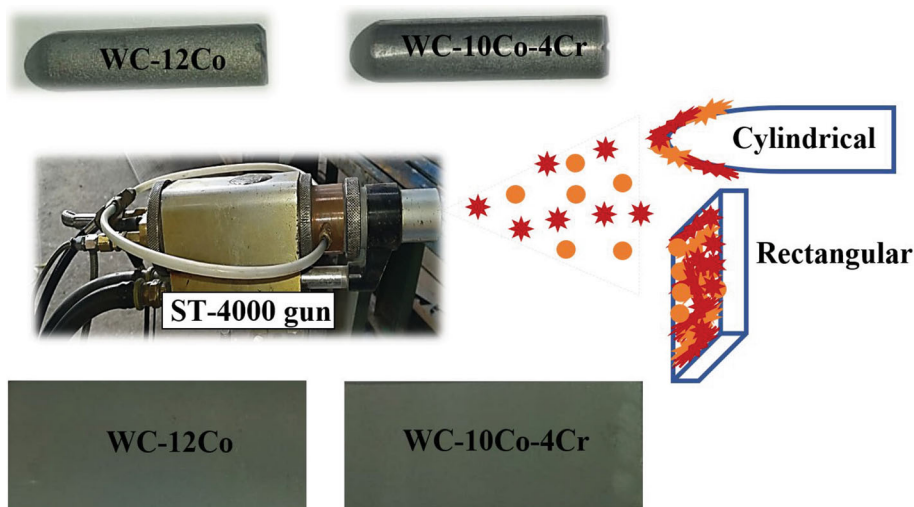 WC-12Co
WC-10Co-4Cr
Cylindrical
Rectangular
ST-4000 gun
WC-12Co
WC-10Co-4Cr